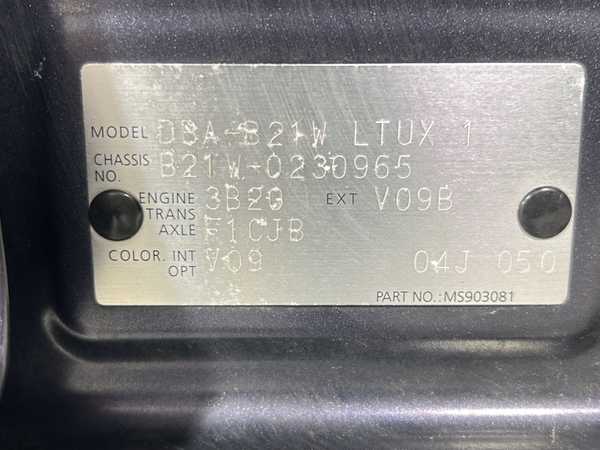 MODEL DBA-B21W LTUX 1
CHASSIS NO. B21W-0230965
ENGINE 3B20 EXT V09B
TRANS AXLE F1CJB
COLOR. INT V09 04J 050
OPT
PART NO.:MS903081